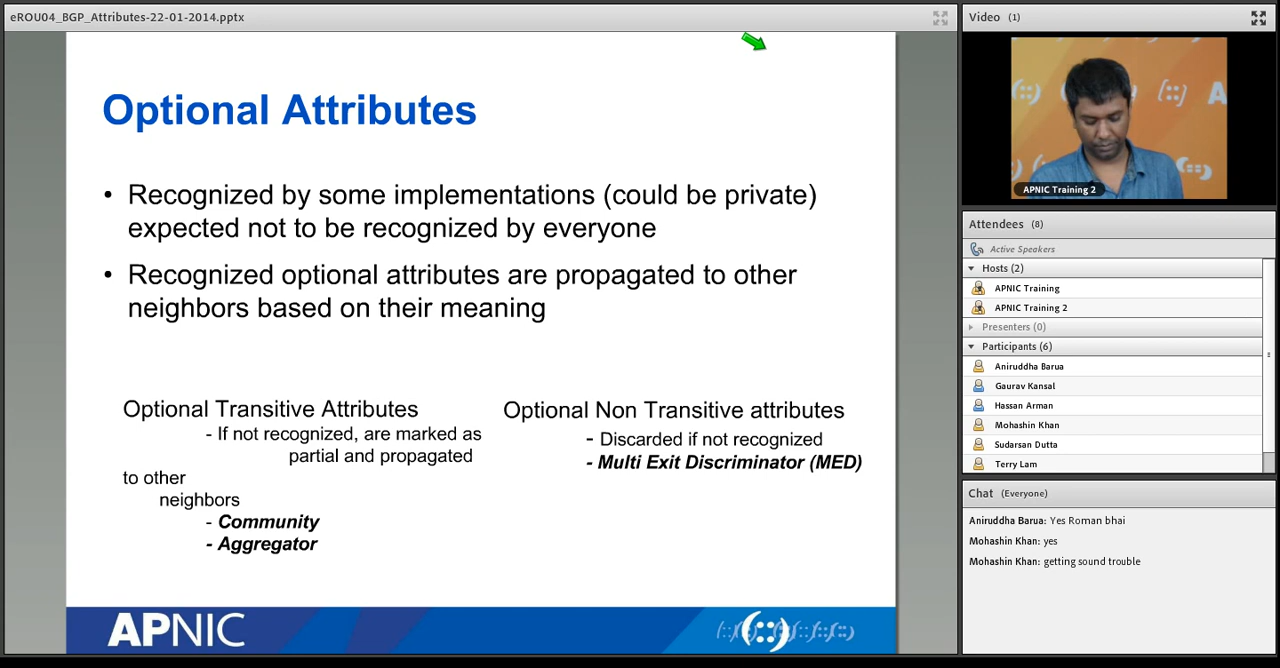 eROU04_BGP_Attributes-22-01-2014.pptx
Optional Attributes
• Recognized by some implementations (could be private)
expected not to be recognized by everyone
• Recognized optional attributes are propagated to other
neighbors based on their meaning
Optional Transitive Attributes
- If not recognized, are marked as
partial and propagated
to other
neighbors
- Community
- Aggregator
Optional Non Transitive attributes
- Discarded if not recognized
- Multi Exit Discriminator (MED)
APNIC
(::)
Video (1)
[::]
A
APNIC Training 2
Attendees (8)
Active Speakers
Hosts (2)
APNIC Training
APNIC Training 2
Presenters (0)
Participants (6)
Aniruddha Barua
Gaurav Kansal
Hassan Arman
Mohashin Khan
Sudarsan Dutta
Terry Lam
Chat (Everyone)
Aniruddha Barua: Yes Roman bhai
Mohashin Khan: yes
Mohashin Khan: getting sound trouble